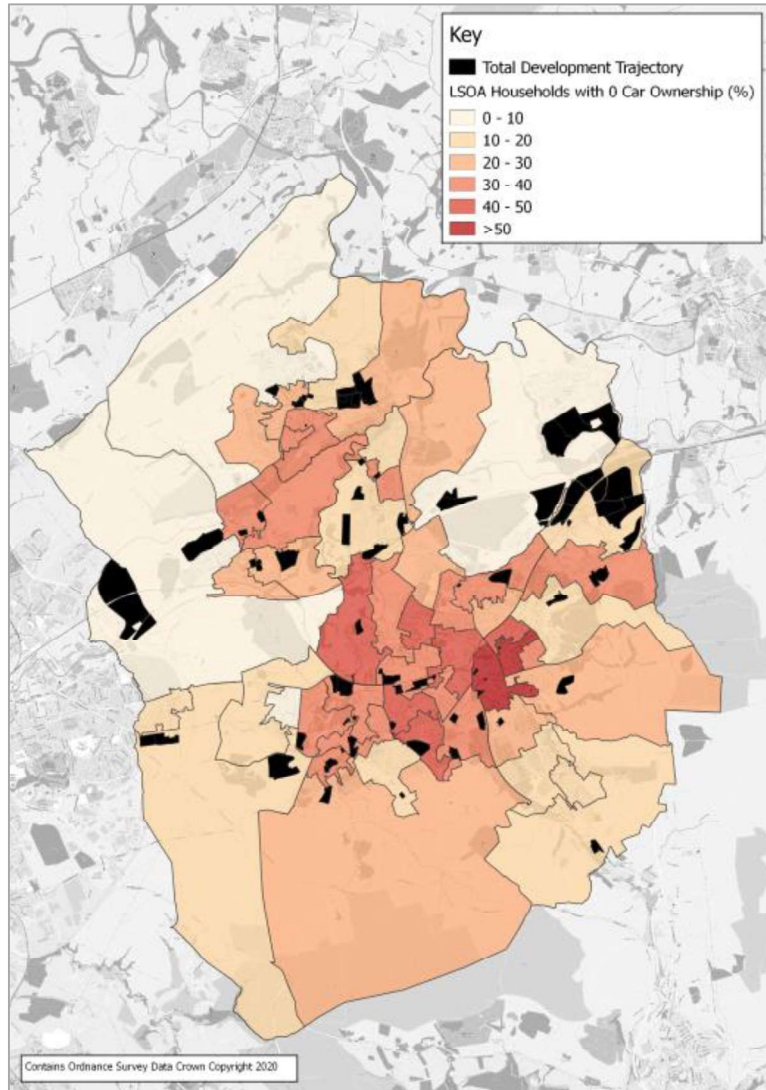 Key
Total Development Trajectory
LSOA Households with 0 Car Ownership (%)
0 - 10
10 - 20
20 - 30
30 - 40
40 - 50
>50
Contains Ordnance Survey Data Crown Copyright 2020